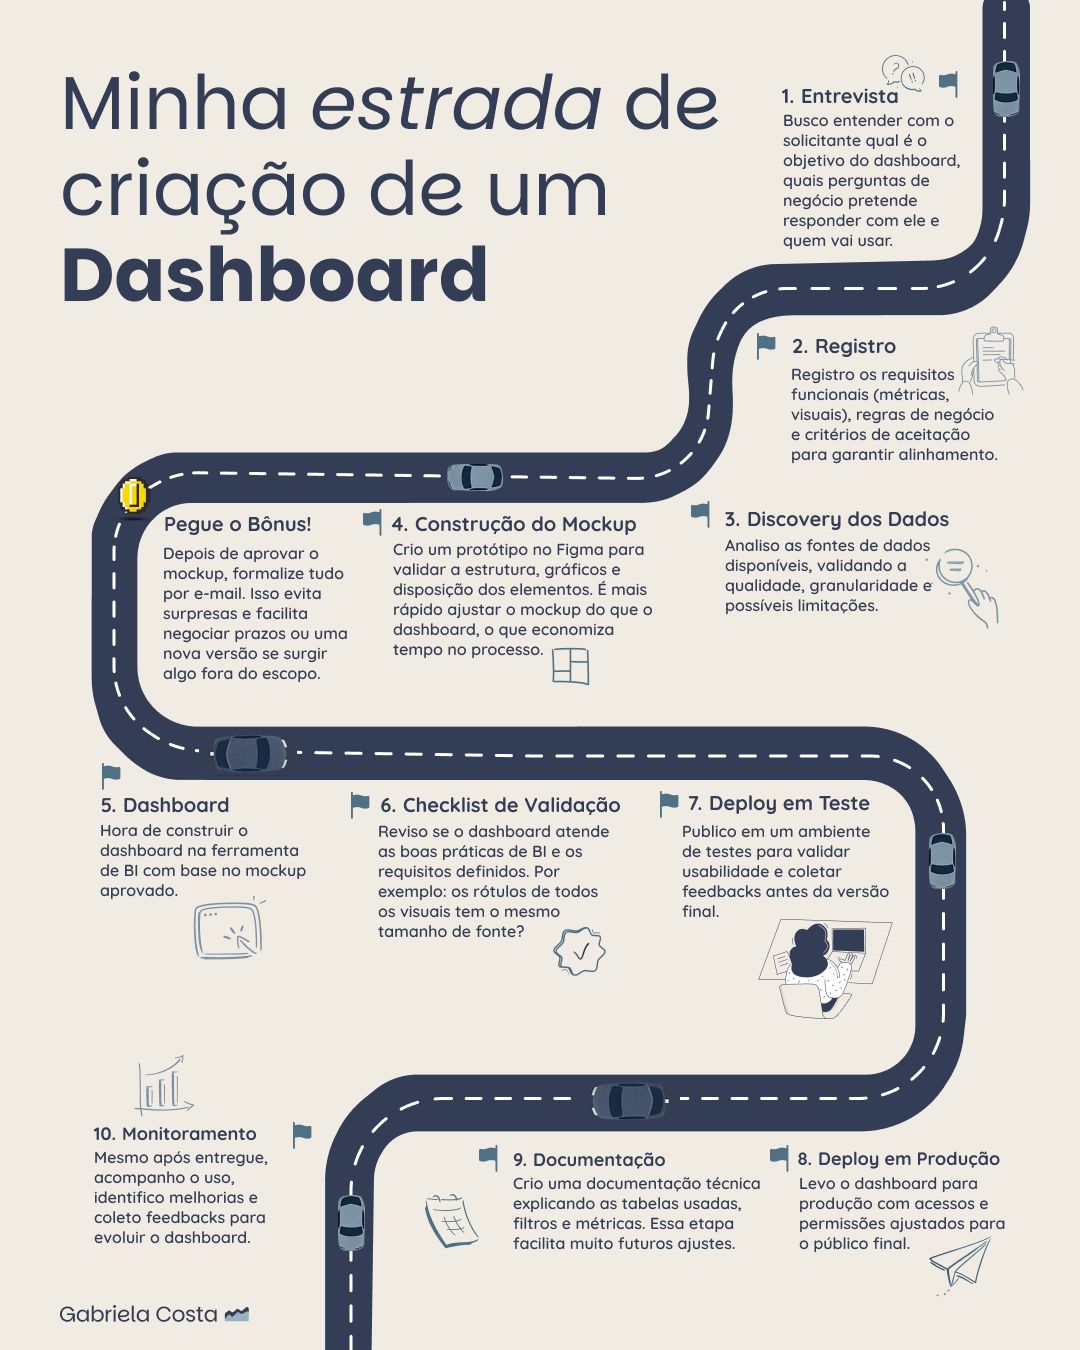 Minha estrada de
criação de um
Dashboard
1. Entrevista
Busco entender com o
solicitante qual é o
objetivo do dashboard,
quais perguntas de
negócio pretende
responder com ele e
quem vai usar.
2. Registro
Registro os requisitos
funcionais (métricas,
visuais), regras de negócio
e critérios de aceitação
para garantir alinhamento.
3. Discovery dos Dados
Analiso as fontes de dados
disponíveis, validando a
qualidade, granularidade e
possíveis limitações.
4. Construção do Mockup
Crio um protótipo no Figma para
validar a estrutura, gráficos e
disposição dos elementos. É mais
rápido ajustar o mockup do que o
dashboard, o que economiza
tempo no processo.
Pegue o Bônus!
Depois de aprovar o
mockup, formalize tudo
por e-mail. Isso evita
surpresas e facilita
negociar prazos ou uma
nova versão se surgir
algo fora do escopo.
5. Dashboard
Hora de construir o
dashboard na ferramenta
de BI com base no mockup
aprovado.
6. Checklist de Validação
Reviso se o dashboard atende
as boas práticas de BI e os
requisitos definidos. Por
exemplo: os rótulos de todos
os visuais tem o mesmo
tamanho de fonte?
7. Deploy em Teste
Publico em um ambiente
de testes para validar
usabilidade e coletar
feedbacks antes da versão
final.
8. Deploy em Produção
Levo o dashboard para
produção com acessos e
permissões ajustados para
o público final.
9. Documentação
Crio uma documentação técnica
explicando as tabelas usadas,
filtros e métricas. Essa etapa
facilita muito futuros ajustes.
10. Monitoramento
Mesmo após entregue,
acompanho o uso,
identifico melhorias e
coleto feedbacks para
evoluir o dashboard.
Gabriela Costa